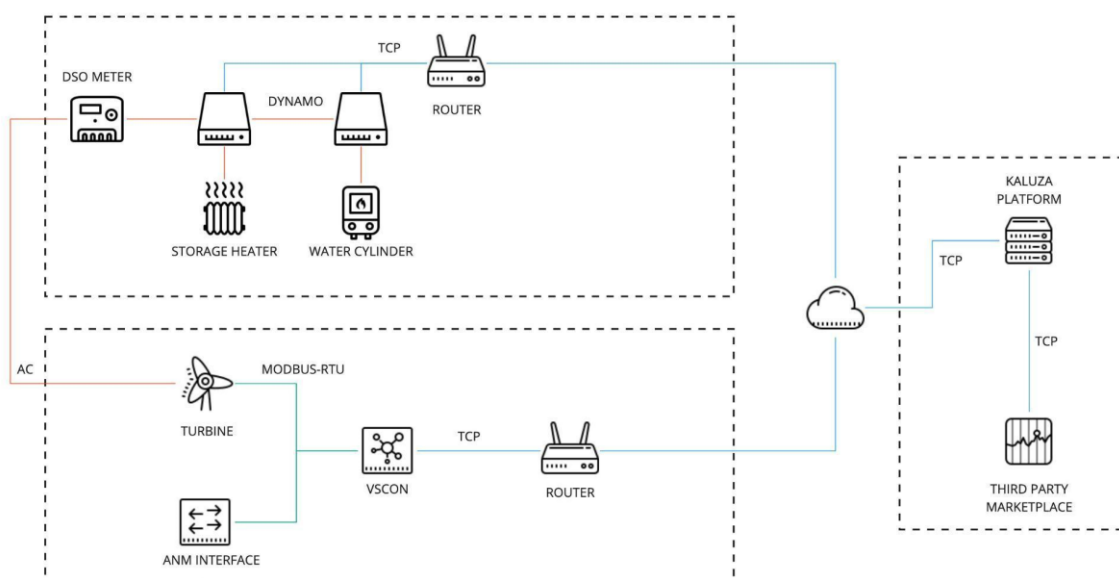 TCP
DSO METER
DYNAMO
ROUTER
STORAGE HEATER
WATER CYLINDER
KALUZA
PLATFORM
TCP
TCP
AC
MODBUS-RTU
TURBINE
TCP
VSCON
ROUTER
THIRD PARTY
MARKETPLACE
ANM INTERFACE